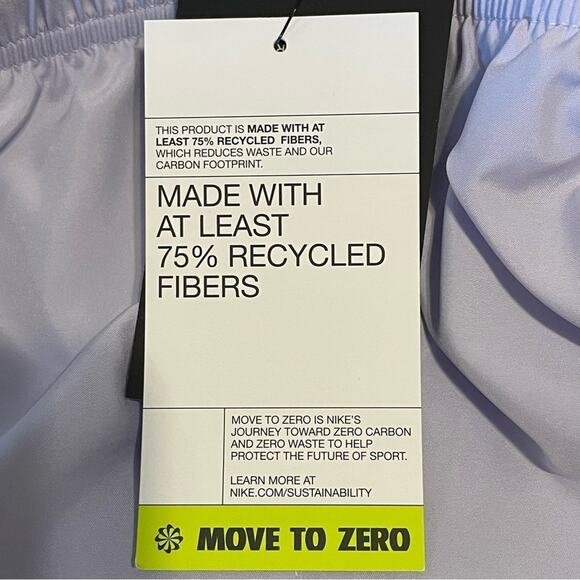 THIS PRODUCT IS MADE WITH AT
LEAST 75% RECYCLED FIBERS,
WHICH REDUCES WASTE AND OUR
CARBON FOOTPRINT.
MADE WITH
AT LEAST
75% RECYCLED
FIBERS
MOVE TO ZERO IS NIKE'S
JOURNEY TOWARD ZERO CARBON
AND ZERO WASTE TO HELP
PROTECT THE FUTURE OF SPORT.
LEARN MORE AT
NIKE.COM/SUSTAINABILITY
MOVE TO ZERO